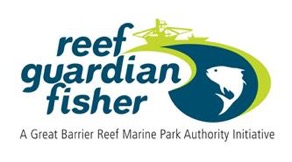 reef
guardian
fisher
A Great Barrier Reef Marine Park Authority Initiative